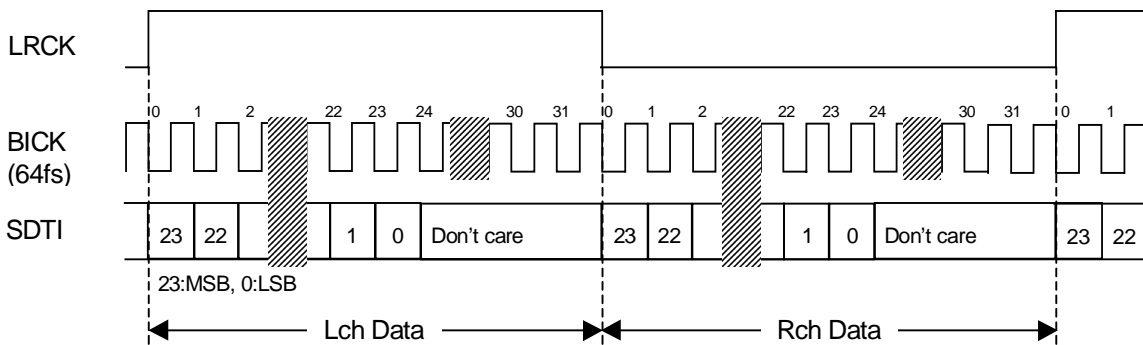 LRCK
0 1 2 22 23 24 30 31 0 1 2 22 23 24 30 31 0 1
BICK
(64fs)
SDTI 23 22 1 0 Don't care 23 22 1 0 Don't care 23 22
23:MSB, 0:LSB
Lch Data Rch Data